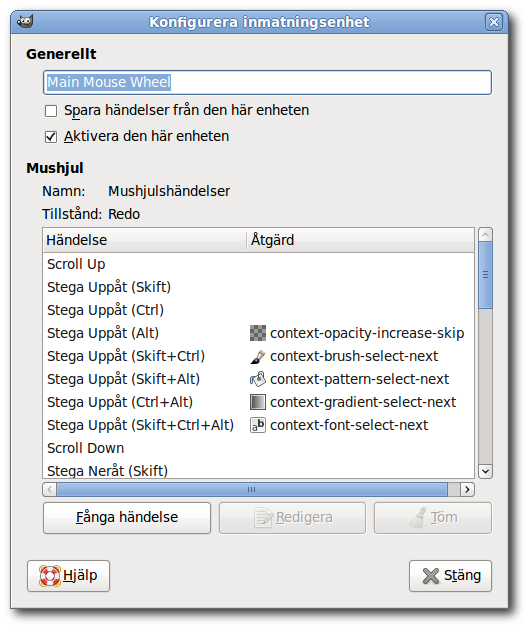 Konfigurera inmatningsenhet
Generellt
Main Mouse Wheel
Spara händelser från den här enheten
Aktivera den här enheten
Mushjul
Namn: Mushjulshändelser
Tillstånd: Redo
Händelse Åtgärd
Scroll Up
Stega Uppåt (Skift)
Stega Uppåt (Ctrl)
Stega Uppåt (Alt) context-opacity-increase-skip
Stega Uppåt (Skift+Ctrl) context-brush-select-next
Stega Uppåt (Skift+Alt) context-pattern-select-next
Stega Uppåt (Ctrl+Alt) context-gradient-select-next
Stega Uppåt (Skift+Ctrl+Alt) ab context-font-select-next
Scroll Down
Stega Neråt (Skift)
Fånga händelse Redigera Töm
Hjälp Stäng